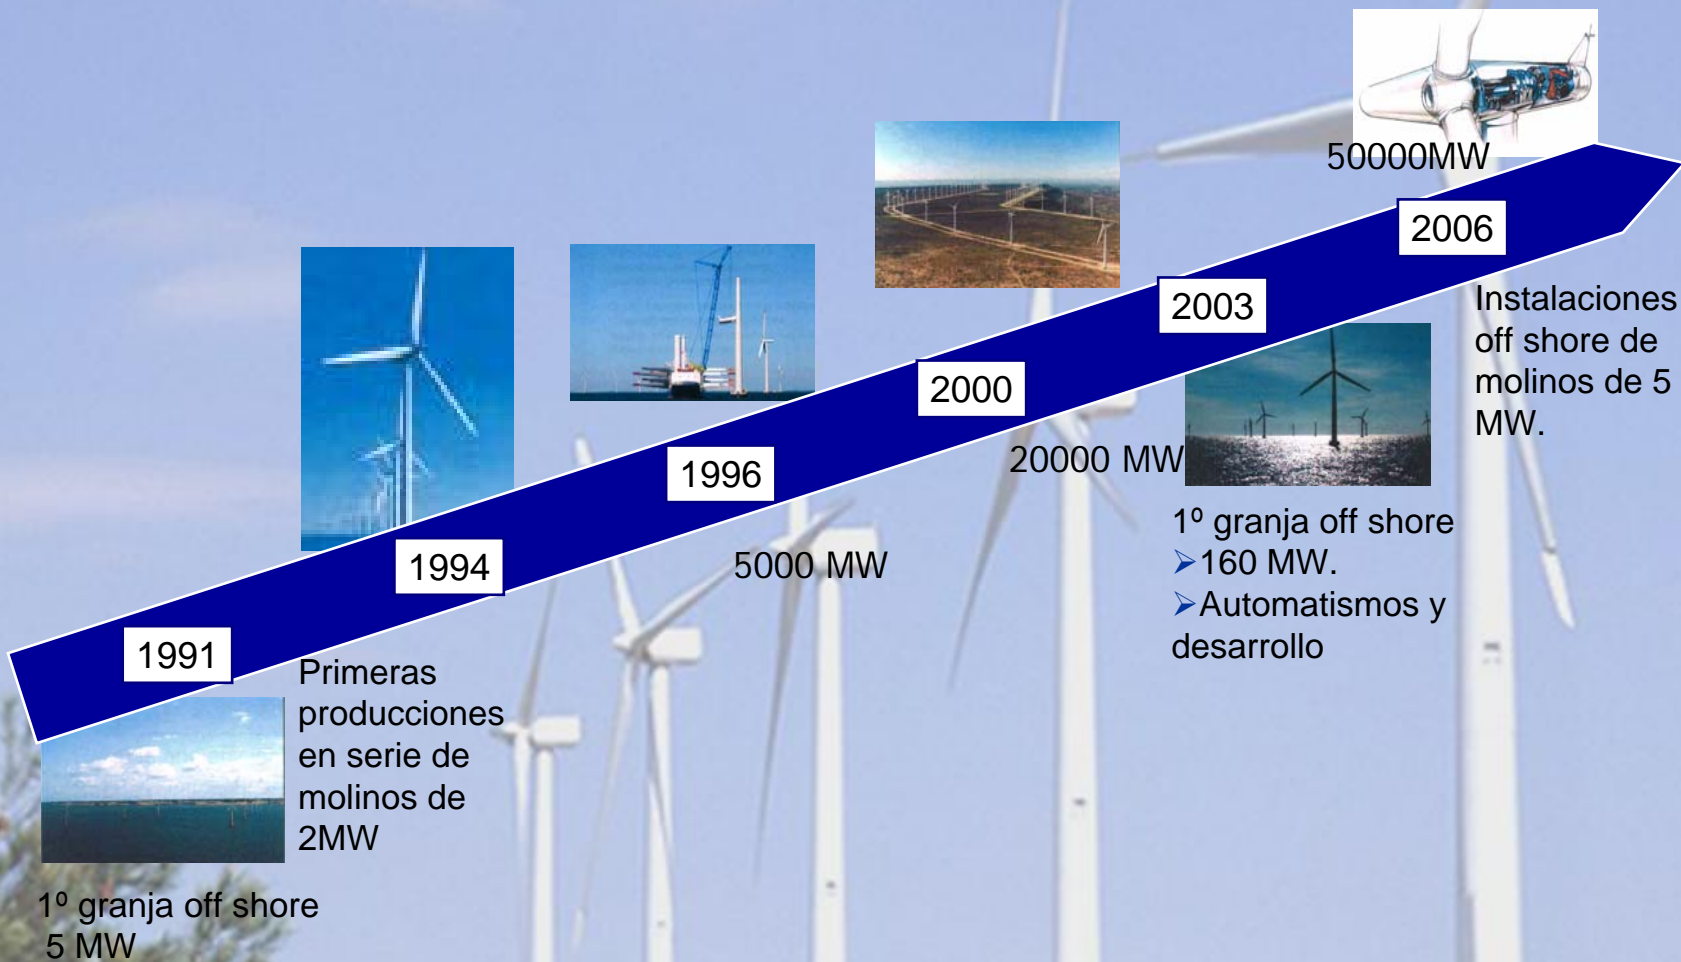 1991
1º granja off shore
5 MW
1994
Primeras
producciones
en serie de
molinos de
2MW
1996
5000 MW
2000
20000 MW
2003
1º granja off shore
➢160 MW.
➢Automatismos y
desarrollo
50000MW
2006
Instalaciones
off shore de
molinos de 5
MW.